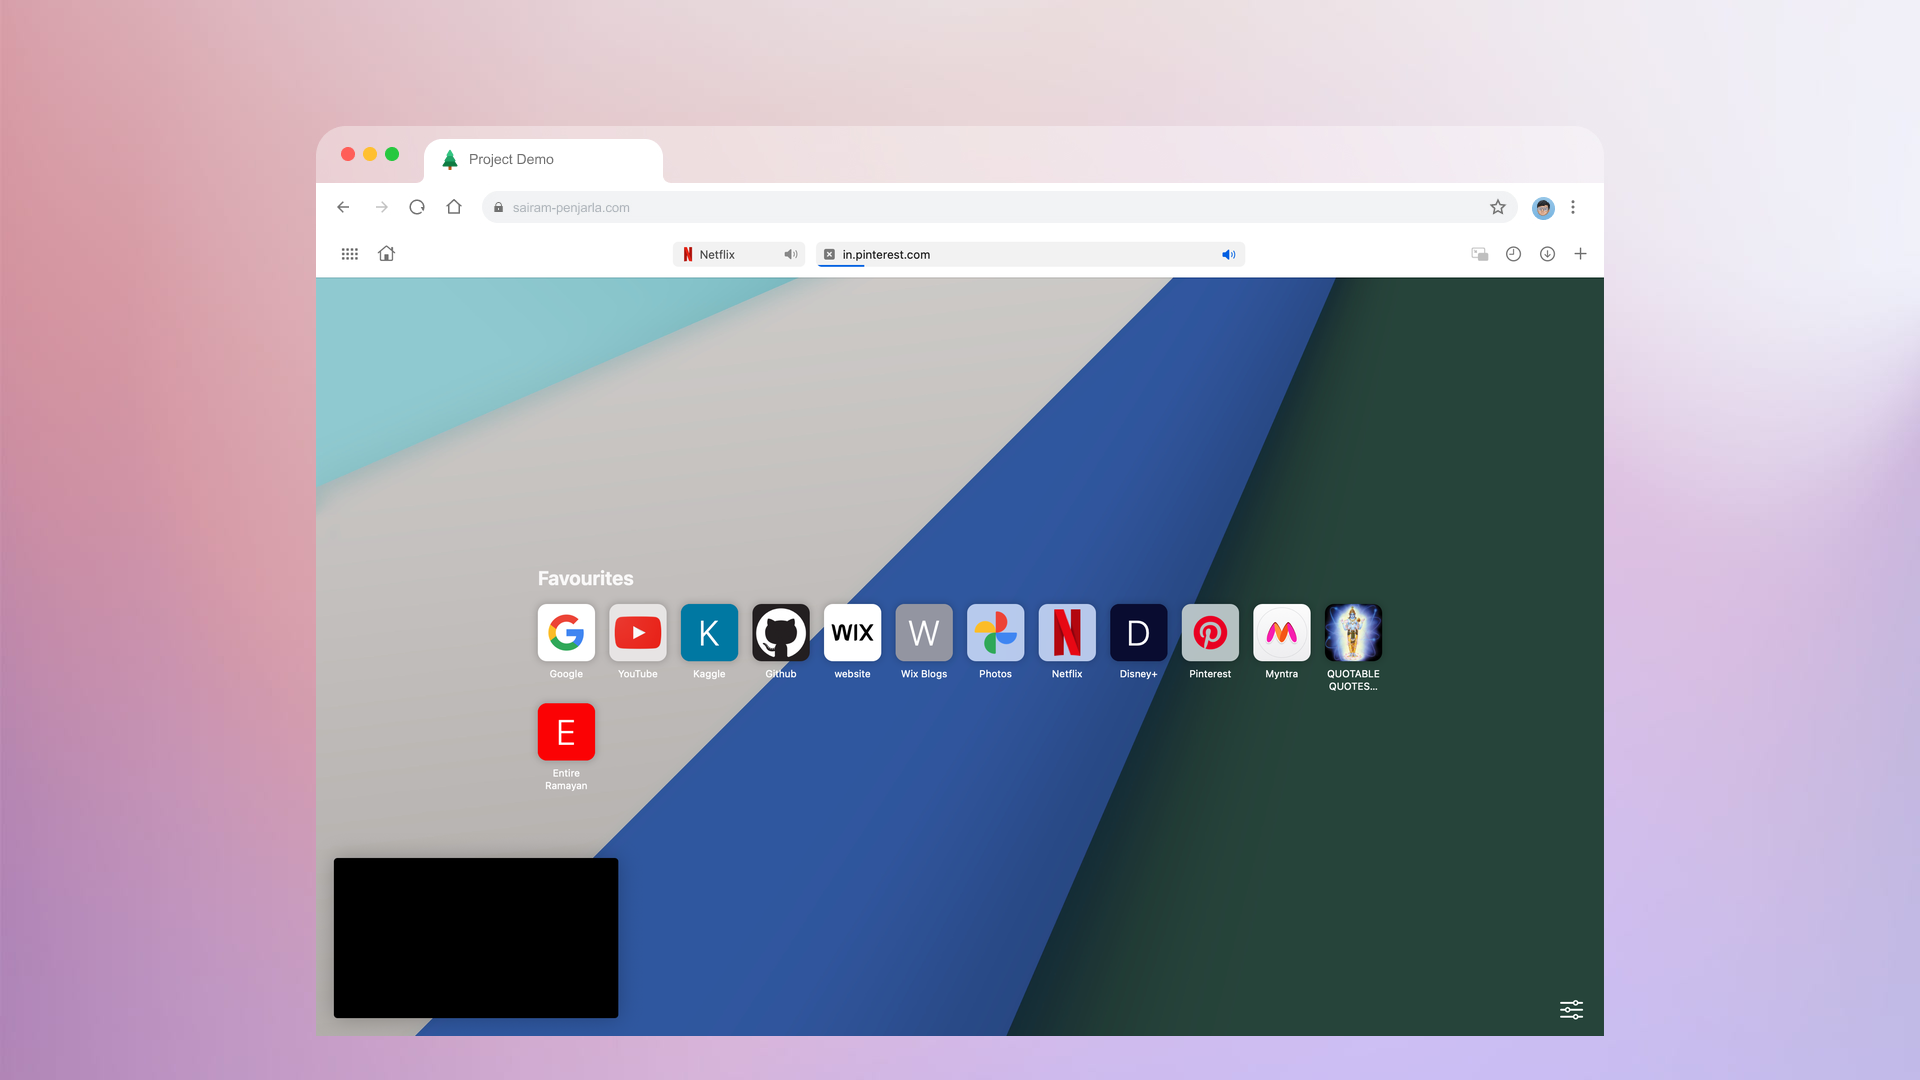 Project Demo
sairam-penjarla.com
Netflix
in.pinterest.com
Favourites
K
WIX
W
D
Google
YouTube
Kaggle
Github
website
Wix Blogs
Photos
Netflix
Disney+
Pinterest
Myntra
QUOTABLE
QUOTES...
E
Entire
Ramayan